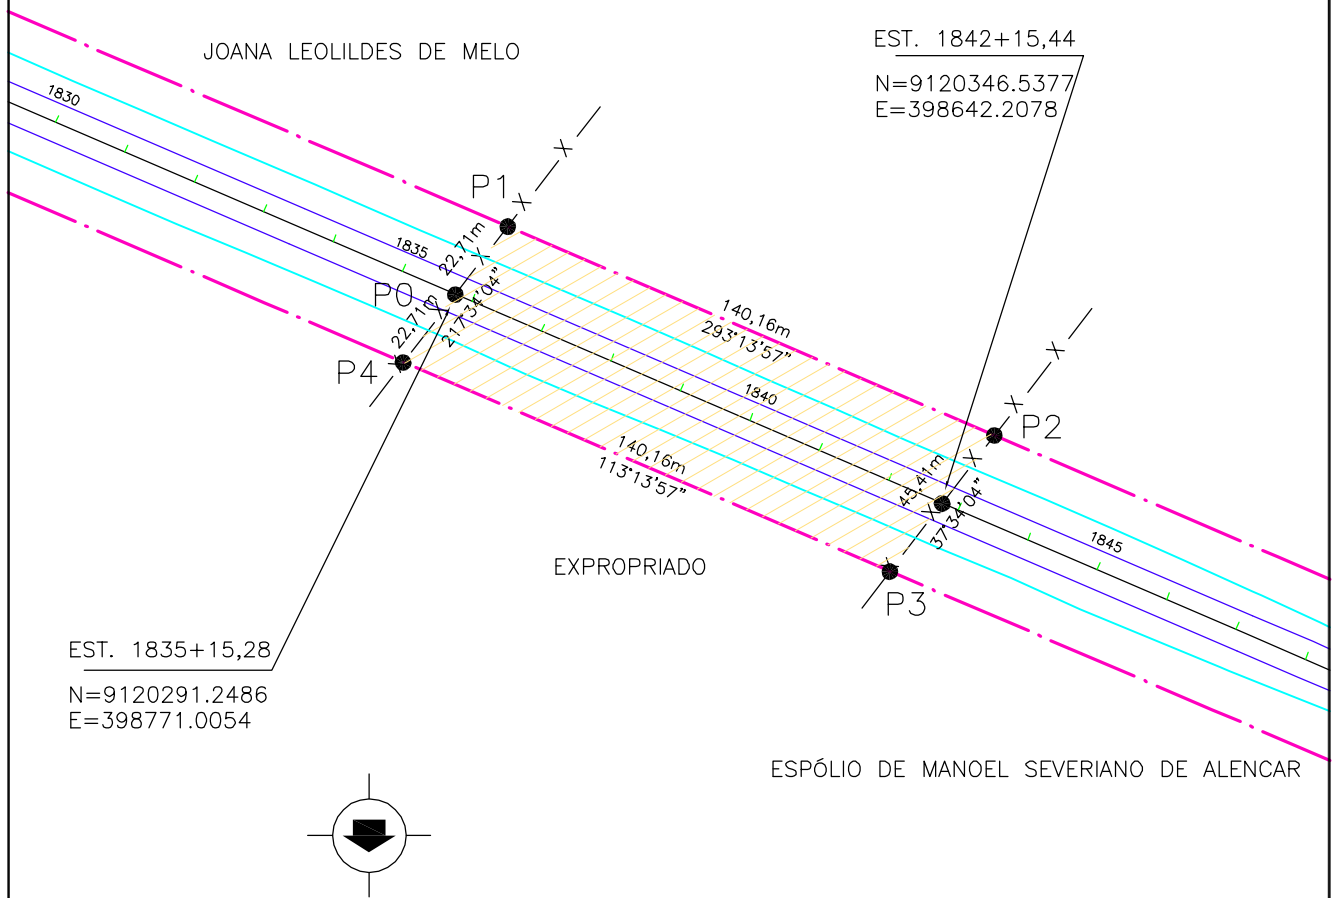 JOANA LEOLILDES DE MELO
EST. 1842+15,44
N=9120346.5377
E=398642.2078
1830
P1
1835
22,71m
X
X
X
P0
217°34'04"
22,71m
X
P4
140,16m
293°13'57"
X
1840
X
P2
140,16m
113°13'57"
45,41m
X
X
37°34'04"
1845
EXPROPRIADO
P3
EST. 1835+15,28
N=9120291.2486
E=398771.0054
ESPÓLIO DE MANOEL SEVERIANO DE ALENCAR